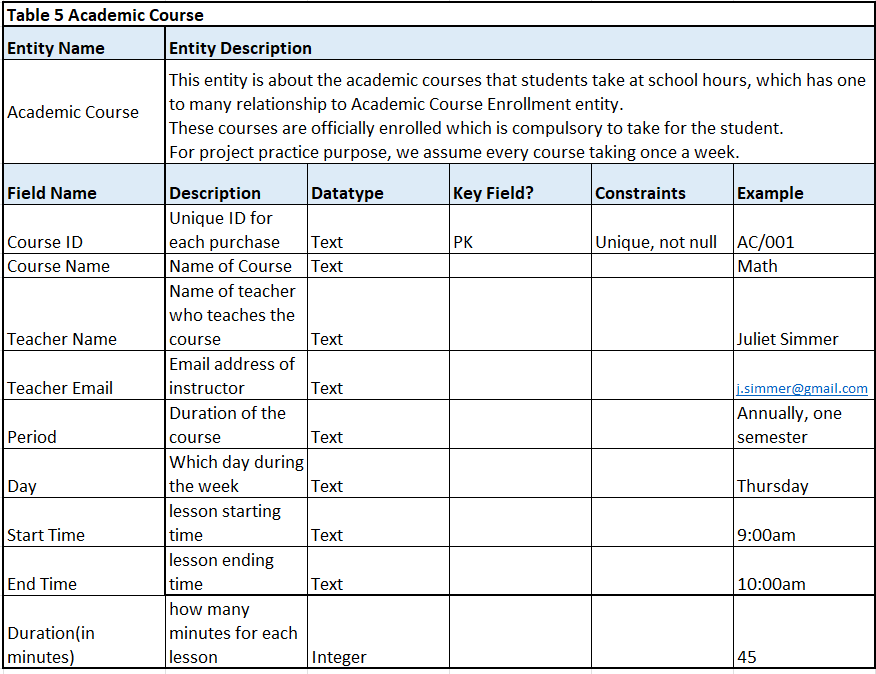 Table 5 Academic Course
Entity Name Entity Description
Academic Course
This entity is about the academic courses that students take at school hours, which has one
to many relationship to Academic Course Enrollment entity.
These courses are officially enrolled which is compulsory to take for the student.
For project practice purpose, we assume every course taking once a week.
Field Name Description Datatype Key Field? Constraints Example
Unique ID for
Course ID each purchase Text PK Unique, not null AC/001
Course Name Name of Course Text Math
Name of teacher
who teaches the
Teacher Name course Text Juliet Simmer
Email address of
Teacher Email instructor Text j.simmer@gmail.com
Duration of the Annually, one
Period course Text semester
Which day during
Day the week Text Thursday
lesson starting
Start Time time Text 9:00am
lesson ending
End Time time Text 10:00am
how many
Duration(in minutes for each
minutes) lesson Integer 45